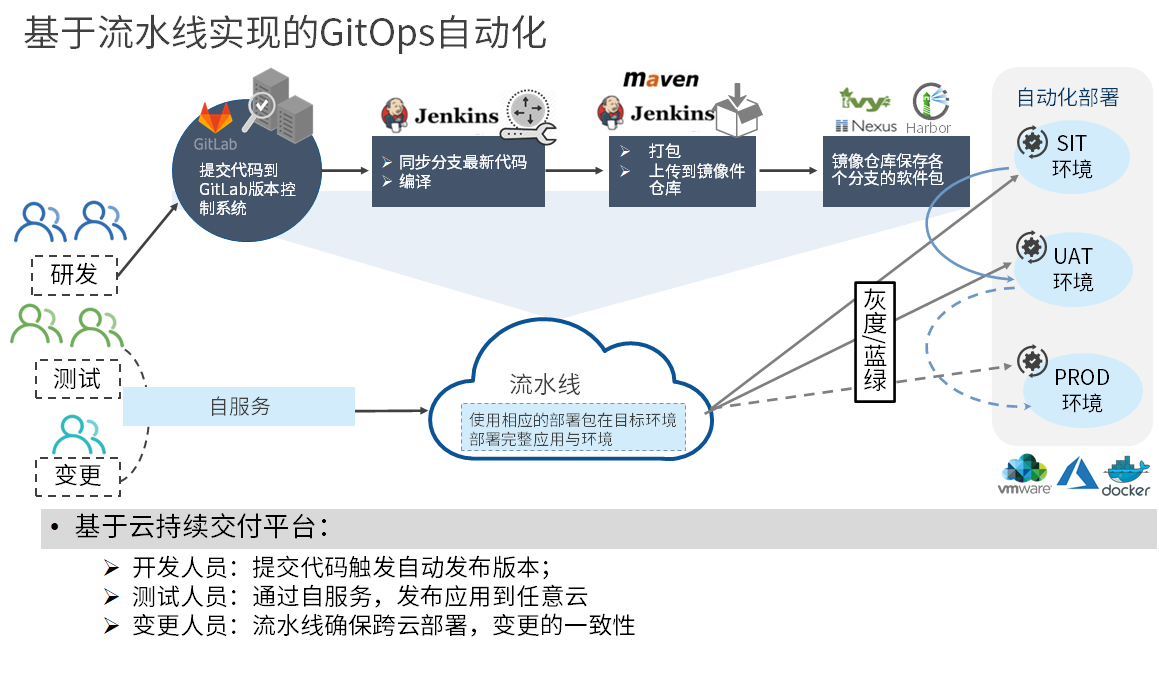 基于流水线实现的GitOps自动化
GitLab
提交代码到
GitLab版本控
制系统
Jenkins
同步分支最新代码
编译
maven
Jenkins
打包
上传到镜像件
仓库
ivy
Nexus
Harbor
镜像仓库保存各
个分支的软件包
自动化部署
SIT
环境
UAT
环境
PROD
环境
研发
测试
变更
自服务
流水线
使用相应的部署包在目标环境
部署完整应用与环境
灰度/蓝绿
vmware
docker
• 基于云持续交付平台：
➢ 开发人员：提交代码触发自动发布版本；
➢ 测试人员：通过自服务，发布应用到任意云
➢ 变更人员：流水线确保跨云部署，变更的一致性